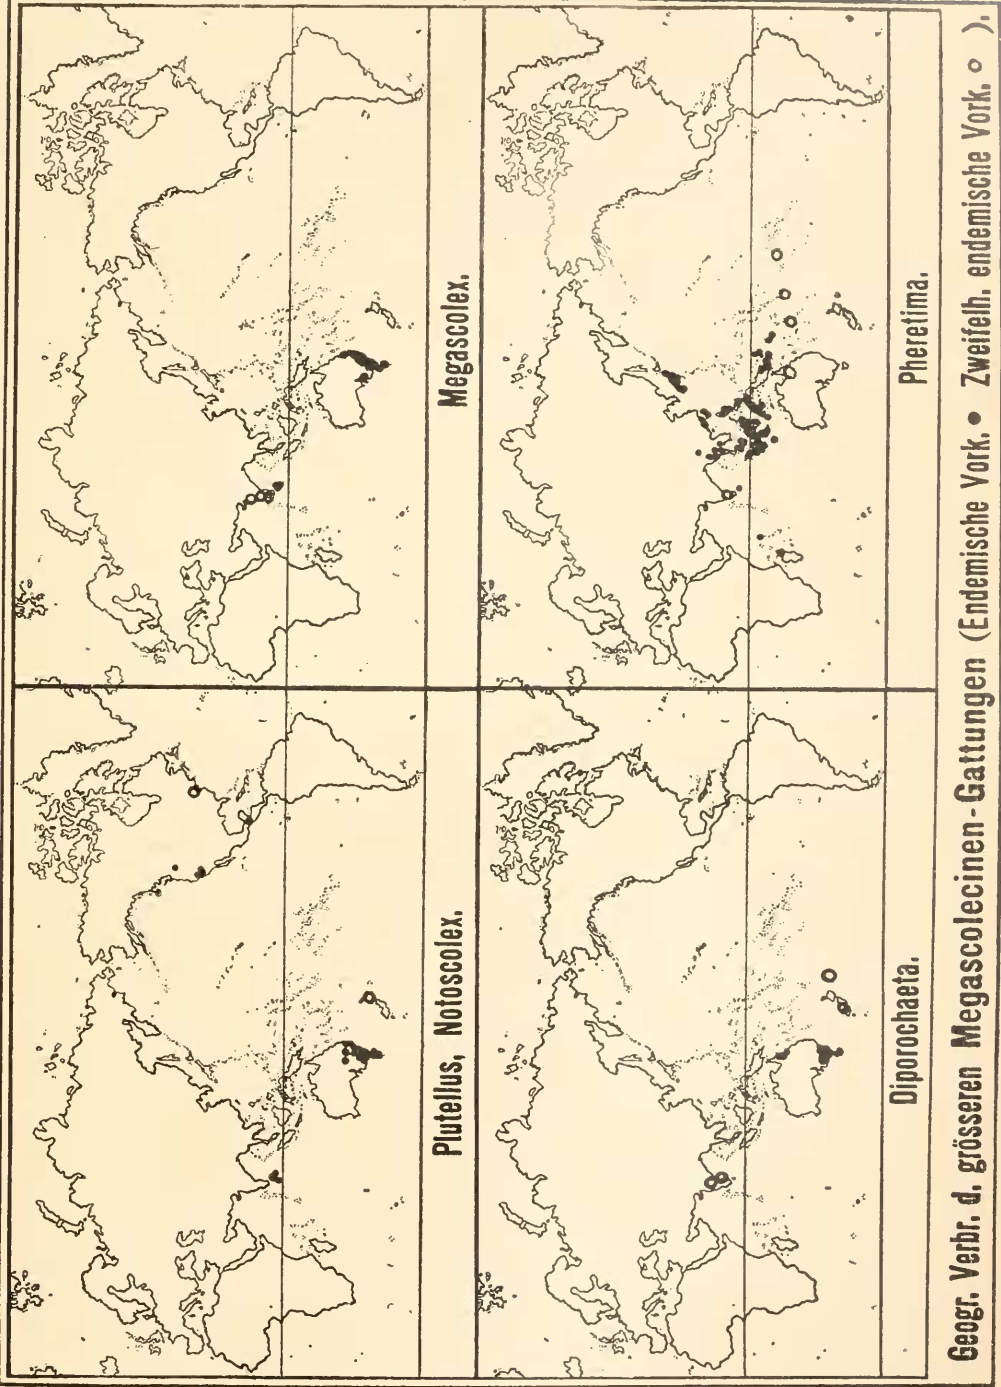 Plutellus, Notoscolex.
Megascolex.
Diporochaeta.
Pheretima.
Geogr. Verbr. d. grösseren Megascolecinen-Gattungen (Endemische Vork. ● Zweifelh. endemische Vork. ○ ).